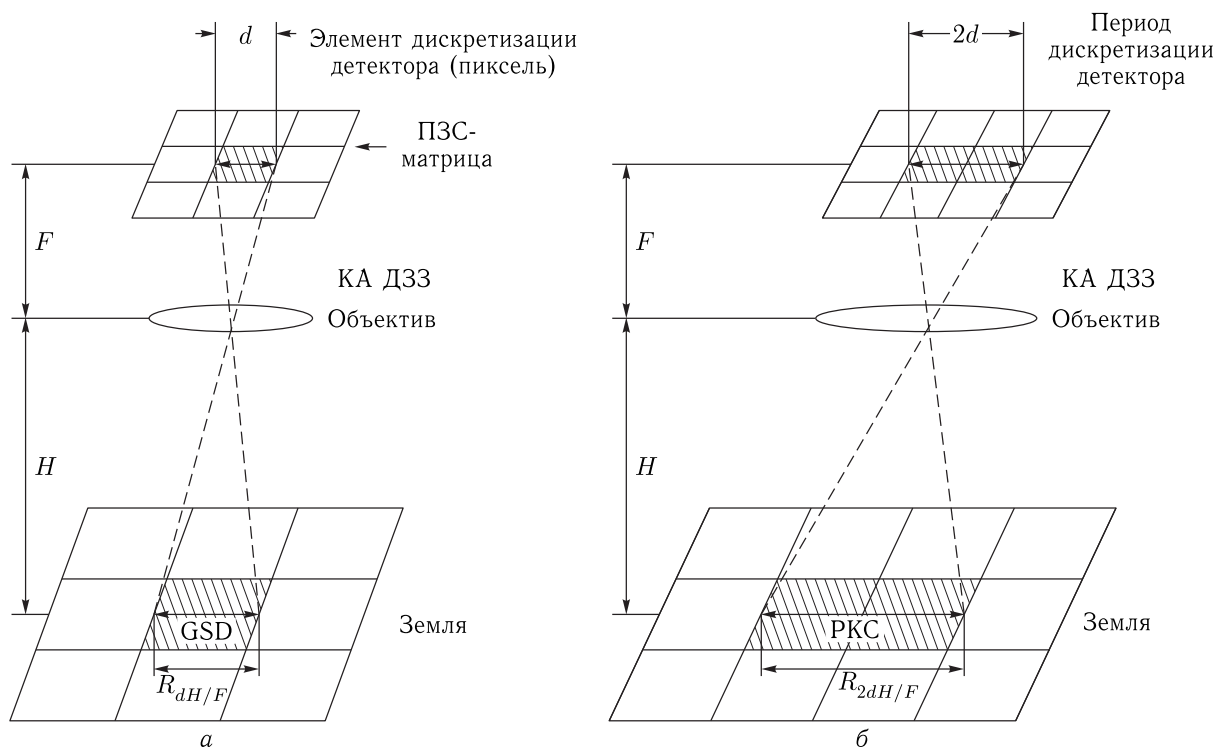 d
Элемент дискретизации
детектора (пиксель)
ПЗС-
матрица
F
КА ДЗЗ
Объектив
H
GSD
Земля
R_{dH/F}
а
2d
Период
дискретизации
детектора
F
КА ДЗЗ
Объектив
H
РКС
Земля
R_{2dH/F}
б